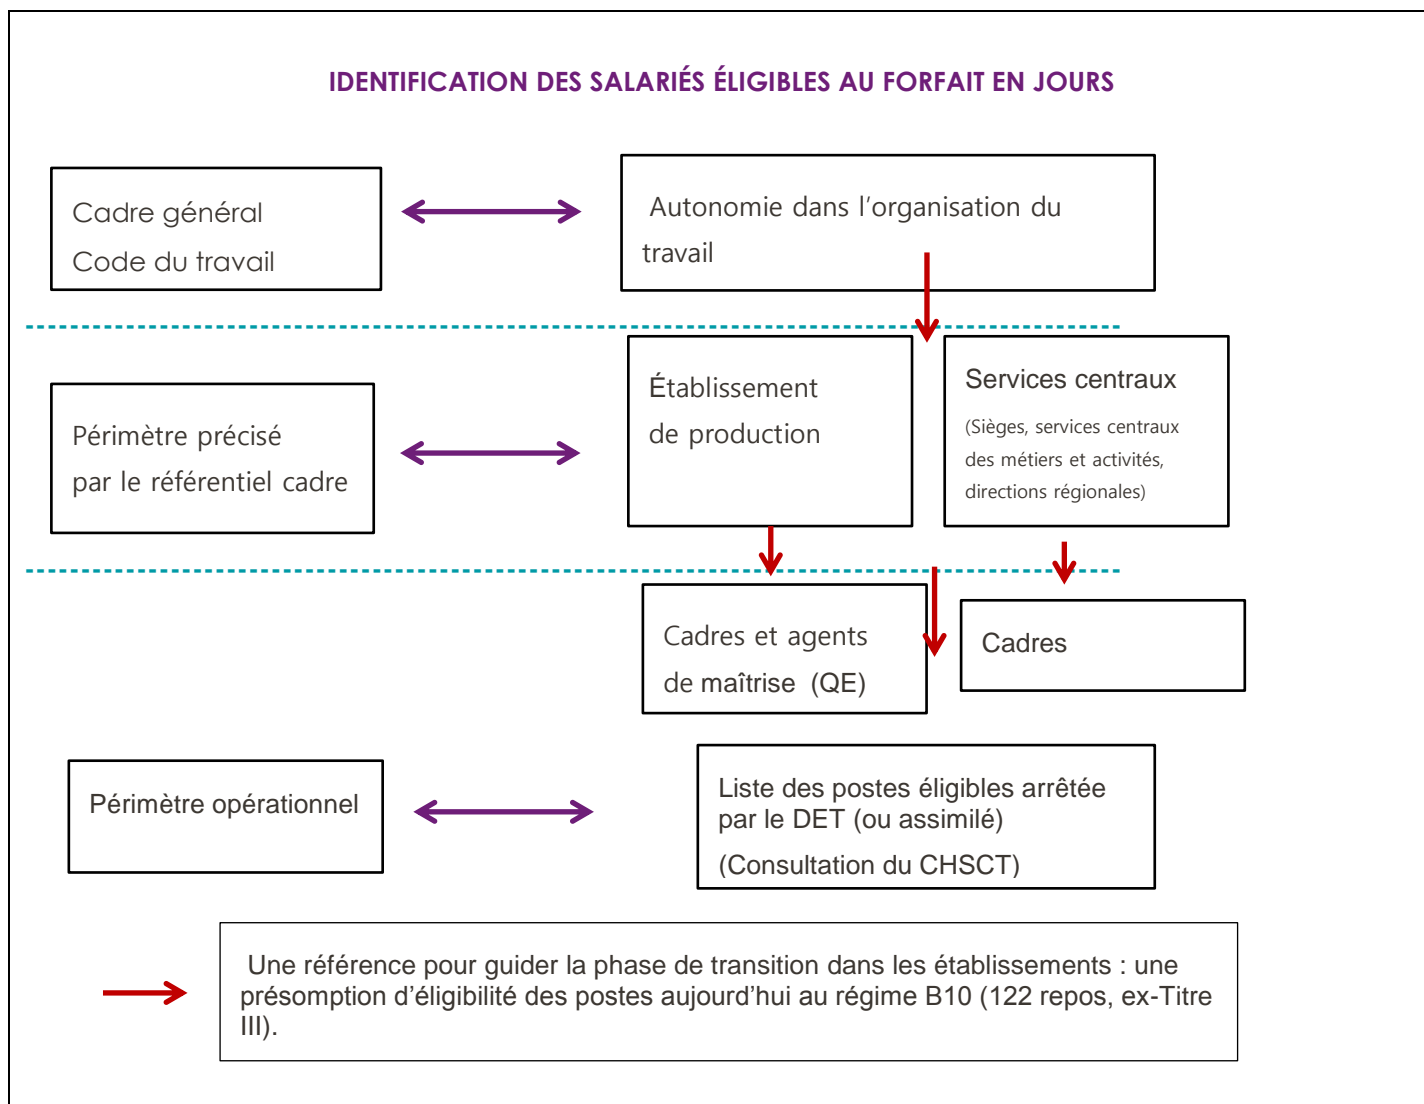 IDENTIFICATION DES SALARIÉS ÉLIGIBLES AU FORFAIT EN JOURS
Cadre général
Code du travail
Autonomie dans l'organisation du
travail
Périmètre précisé
par le référentiel cadre
Établissement
de production
Services centraux
(Sièges, services centraux
des métiers et activités,
directions régionales)
Cadres et agents
de maîtrise (QE)
Cadres
Périmètre opérationnel
Liste des postes éligibles arrêtée
par le DET (ou assimilé)
(Consultation du CHSCT)
Une référence pour guider la phase de transition dans les établissements : une
présomption d'éligibilité des postes aujourd'hui au régime B10 (122 repos, ex-Titre
III).